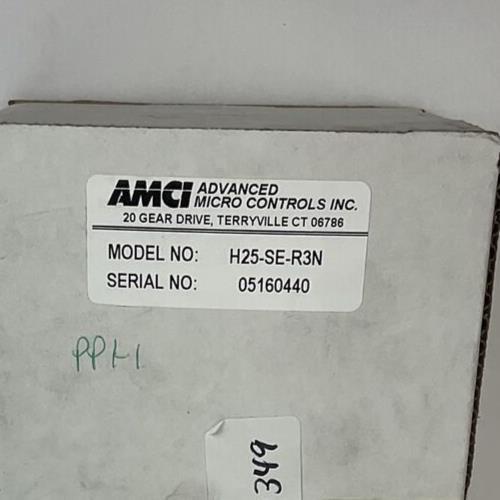 AMCI ADVANCED
MICRO CONTROLS INC.
20 GEAR DRIVE, TERRYVILLE CT 06786
MODEL NO: H25-SE-R3N
SERIAL NO: 05160440
349